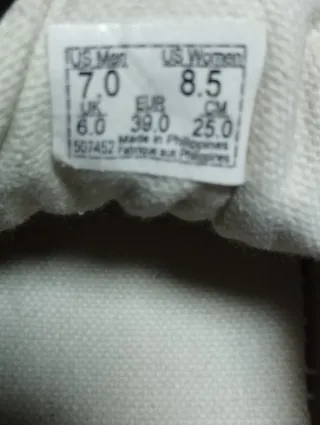 US Men US Women
7.0 8.5
UK EUR CM
6.0 39.0 25.0
507452 Made in Philippines
Fabriqué aux Philippines